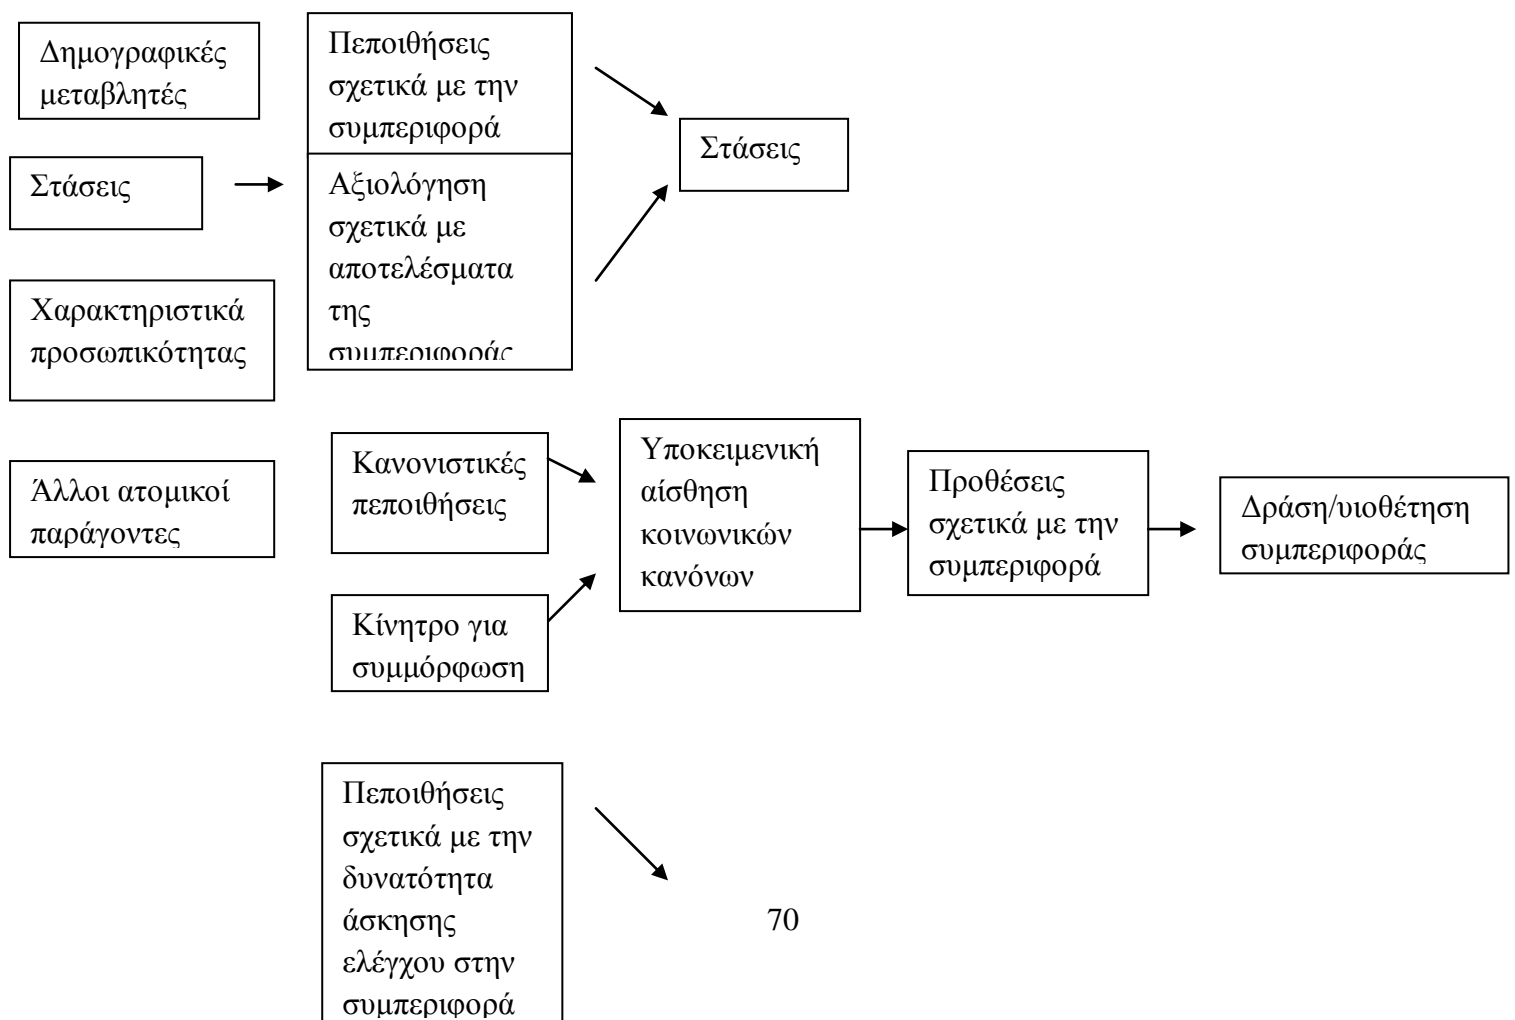 Δημογραφικές
μεταβλητές
Στάσεις
Χαρακτηριστικά
προσωπικότητας
Άλλοι ατομικοί
παράγοντες
Πεποιθήσεις
σχετικά με την
συμπεριφορά
Αξιολόγηση
σχετικά με
αποτελέσματα
της
συμπεριφοράς
Στάσεις
Κανονιστικές
πεποιθήσεις
Κίνητρο για
συμμόρφωση
Υποκειμενική
αίσθηση
κοινωνικών
κανόνων
Προθέσεις
σχετικά με την
συμπεριφορά
Δράση/υιοθέτηση
συμπεριφοράς
Πεποιθήσεις
σχετικά με την
δυνατότητα
άσκησης
ελέγχου στην
συμπεριφορά
70